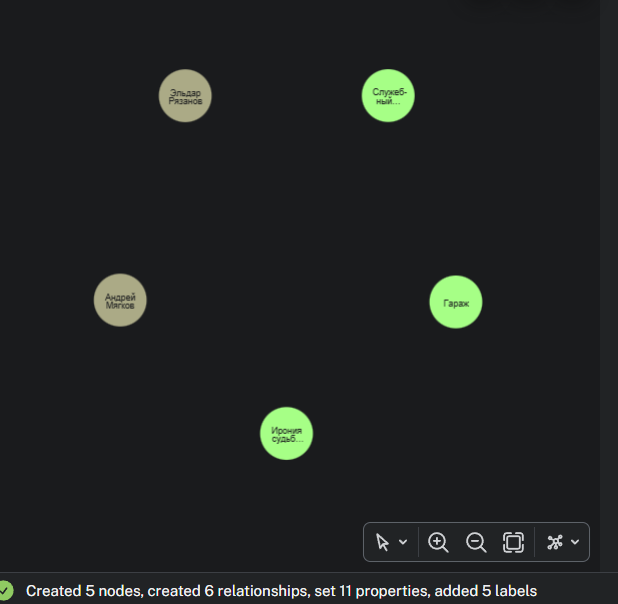 Эльдар
Рязанов
Служеб-
ный...
Андрей
Мягков
Гараж
Ирония
судьб...
Created 5 nodes, created 6 relationships, set 11 properties, added 5 labels